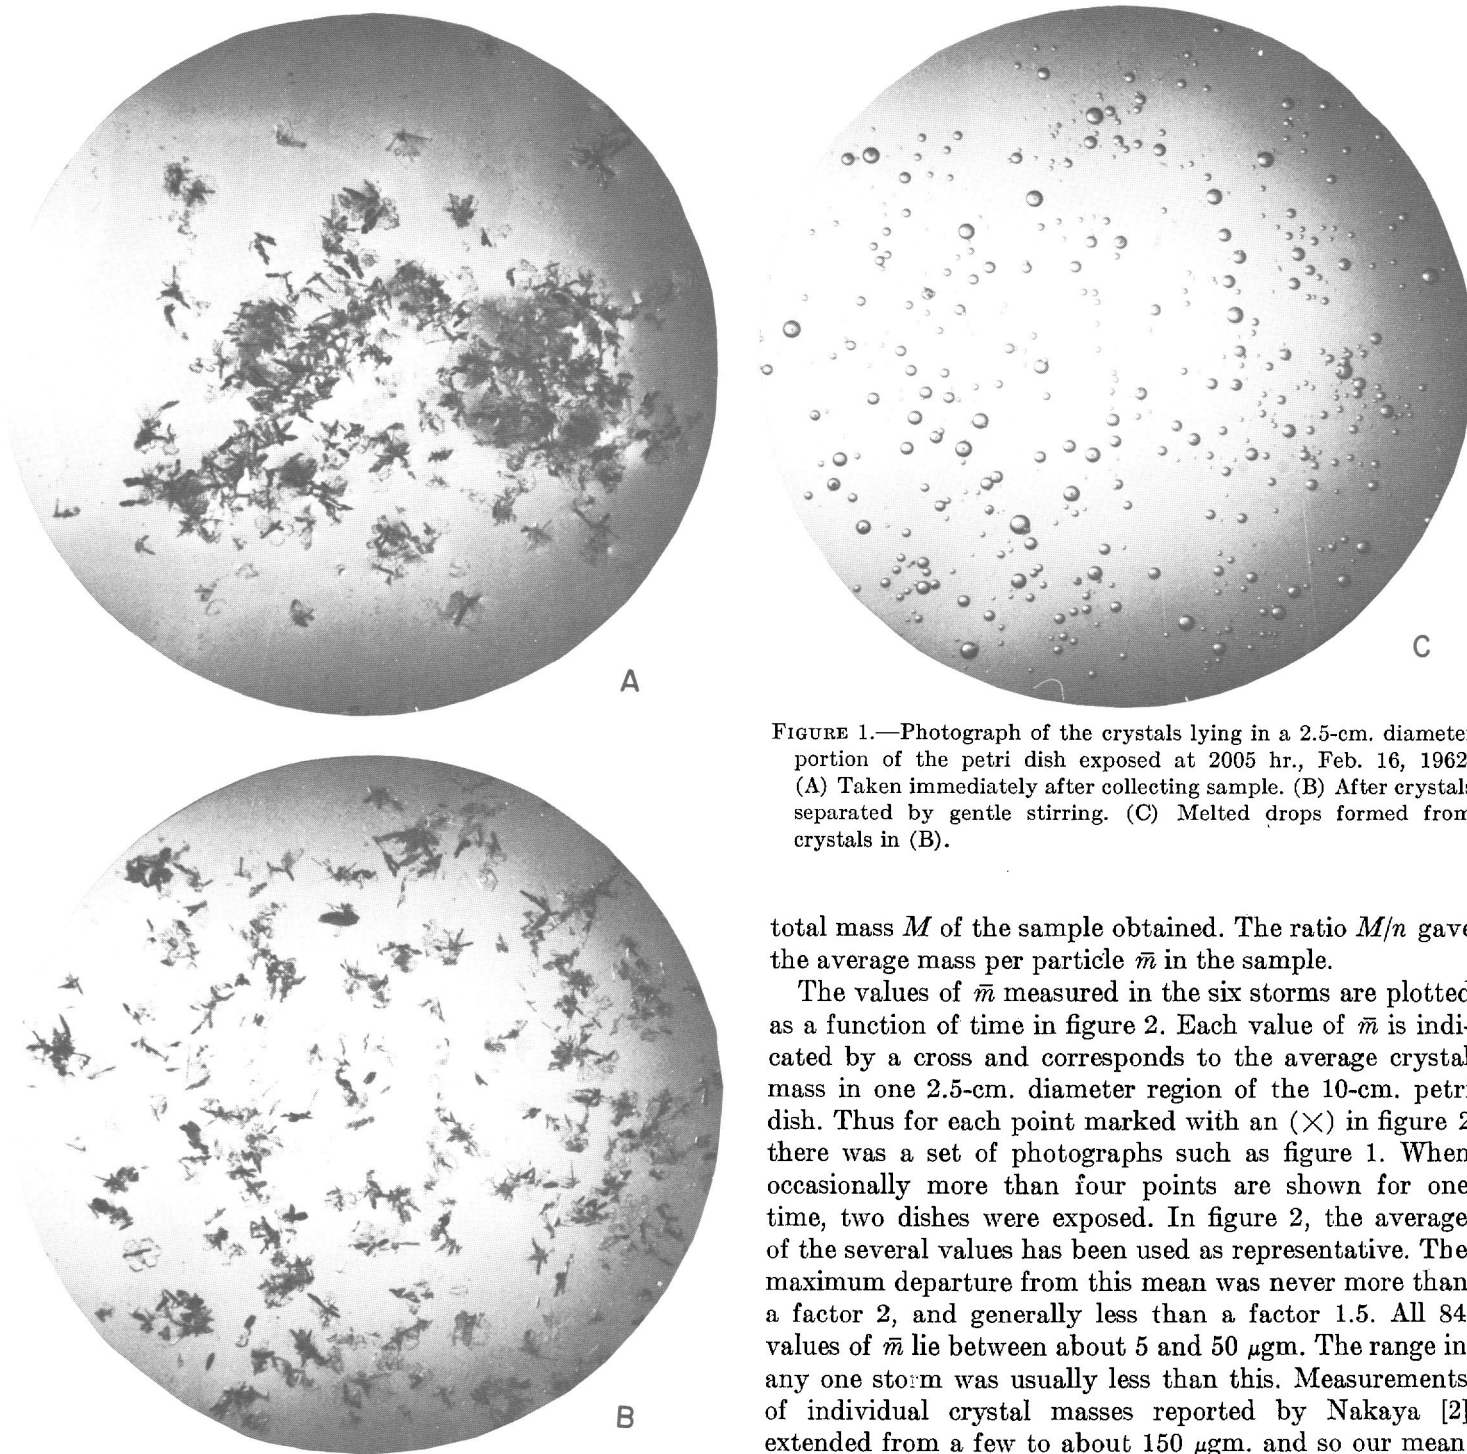 A
C
FIGURE 1.—Photograph of the crystals lying in a 2.5-cm. diameter
portion of the petri dish exposed at 2005 hr., Feb. 16, 1962
(A) Taken immediately after collecting sample. (B) After crystals
separated by gentle stirring. (C) Melted drops formed from
crystals in (B).
total mass M of the sample obtained. The ratio M/n gave
the average mass per particle m̄ in the sample.
The values of m̄ measured in the six storms are plotted
as a function of time in figure 2. Each value of m̄ is indi-
cated by a cross and corresponds to the average crystal
mass in one 2.5-cm. diameter region of the 10-cm. petri
dish. Thus for each point marked with an (×) in figure 2
there was a set of photographs such as figure 1. When
occasionally more than four points are shown for one
time, two dishes were exposed. In figure 2, the average
of the several values has been used as representative. The
maximum departure from this mean was never more than
a factor 2, and generally less than a factor 1.5. All 84
values of m̄ lie between about 5 and 50 μgm. The range in
any one storm was usually less than this. Measurements
of individual crystal masses reported by Nakaya [2]
extended from a few to about 150 μgm. and so our mean
B